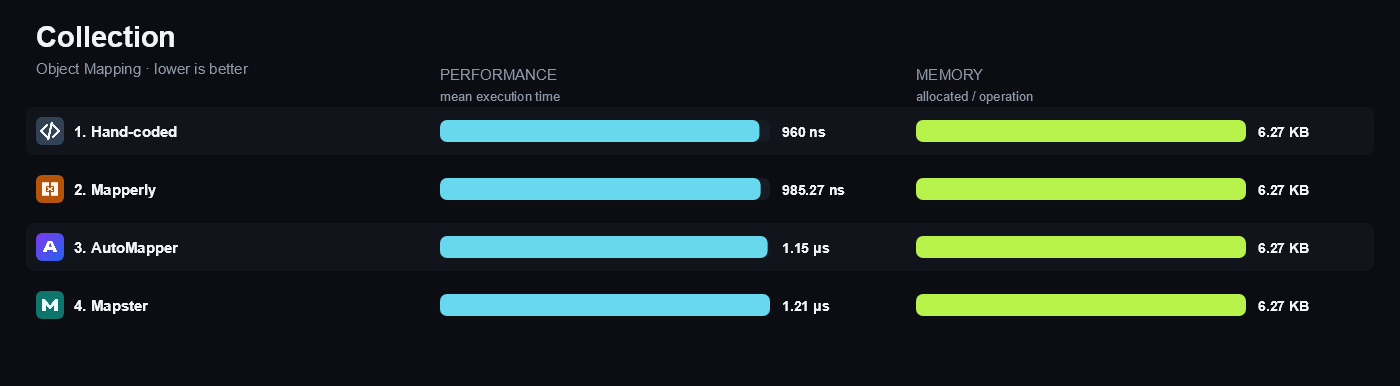 Collection
Object Mapping · lower is better
PERFORMANCE
mean execution time
MEMORY
allocated / operation
1. Hand-coded 960 ns 6.27 KB
2. Mapperly 985.27 ns 6.27 KB
A 3. AutoMapper 1.15 µs 6.27 KB
M 4. Mapster 1.21 µs 6.27 KB